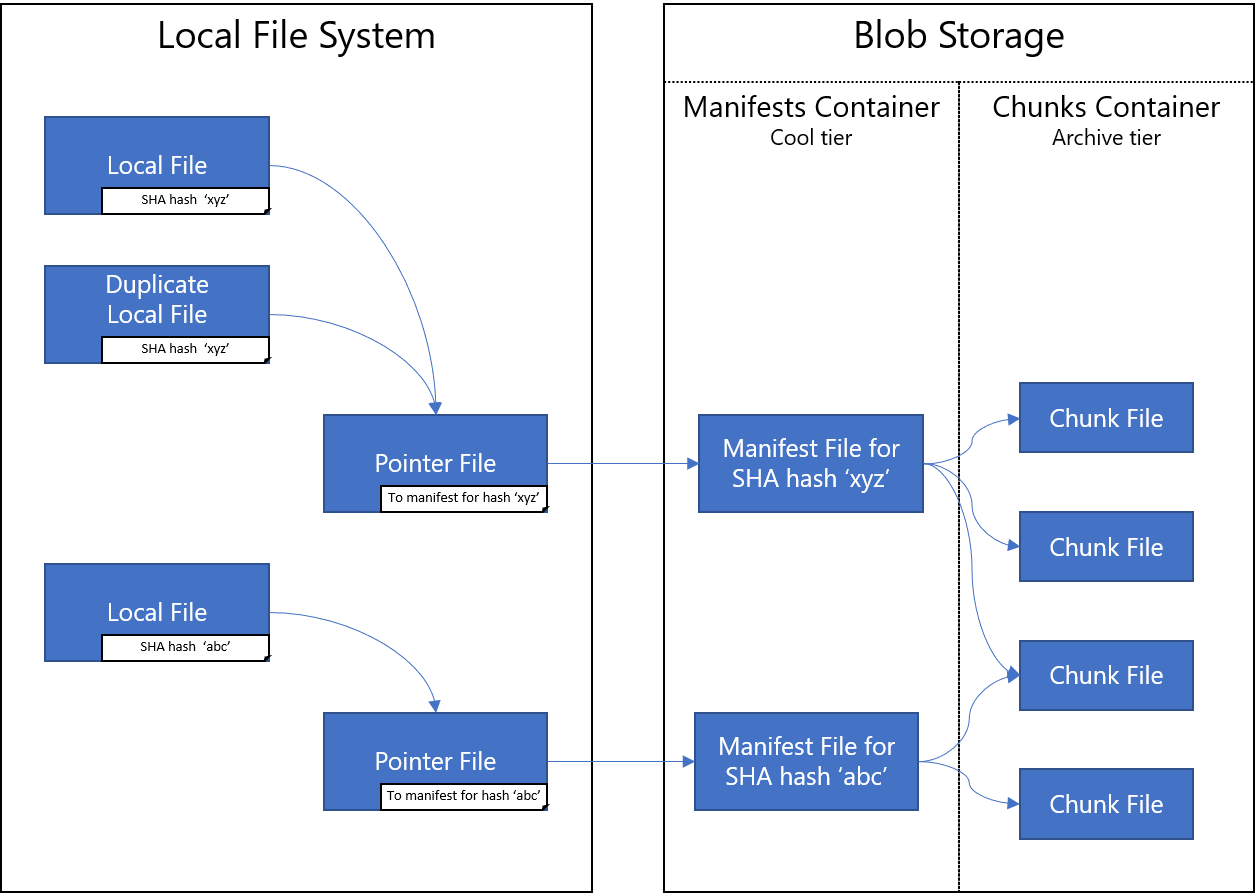 Local File System
Local File
SHA hash ‘xyz’
Duplicate
Local File
SHA hash ‘xyz’
Pointer File
To manifest for hash ‘xyz’
Local File
SHA hash ‘abc’
Pointer File
To manifest for hash ‘abc’
Blob Storage
Manifests Container
Cool tier
Manifest File for
SHA hash ‘xyz’
Manifest File for
SHA hash ‘abc’
Chunks Container
Archive tier
Chunk File
Chunk File
Chunk File
Chunk File